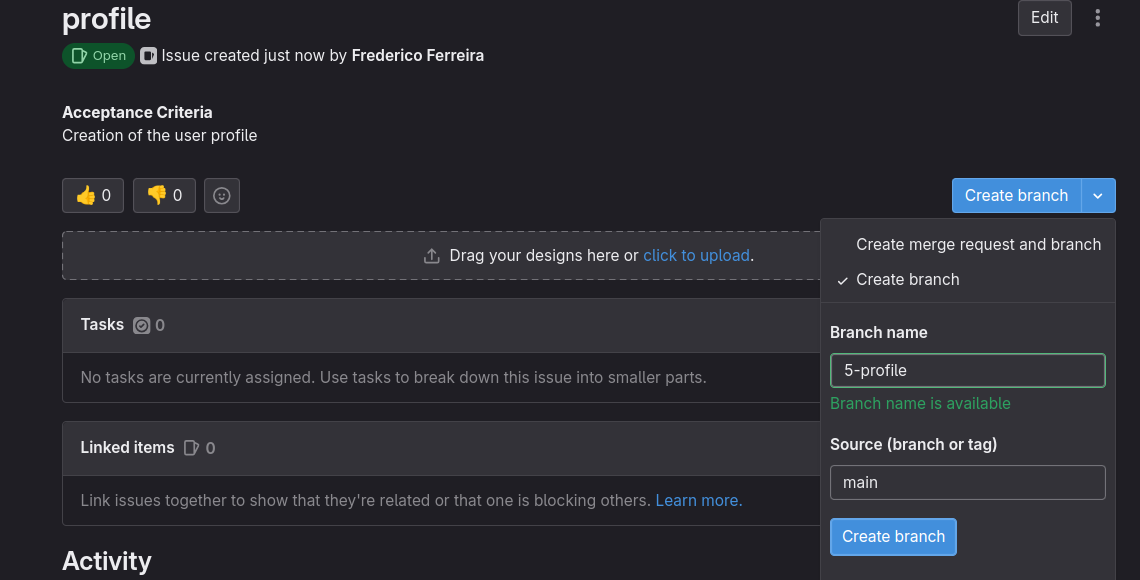 profile
Edit
Open Issue created just now by Frederico Ferreira
Acceptance Criteria
Creation of the user profile
0 0 Create branch
Create merge request and branch
Drag your designs here or click to upload.
Create branch
Tasks 0
Branch name
5-profile
No tasks are currently assigned. Use tasks to break down this issue into smaller parts.
Branch name is available
Linked items 0
Source (branch or tag)
main
Link issues together to show that they're related or that one is blocking others. Learn more.
Create branch
Activity